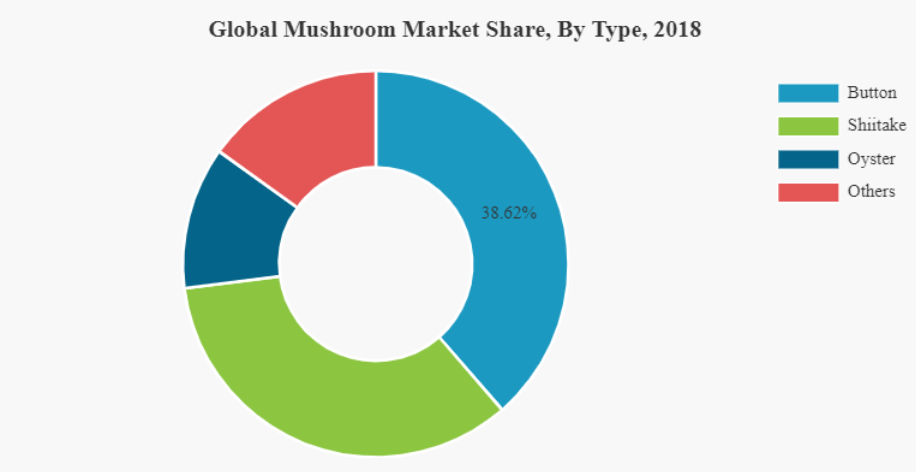 Global Mushroom Market Share, By Type, 2018
Button
Shiitake
Oyster
Others
38.62%